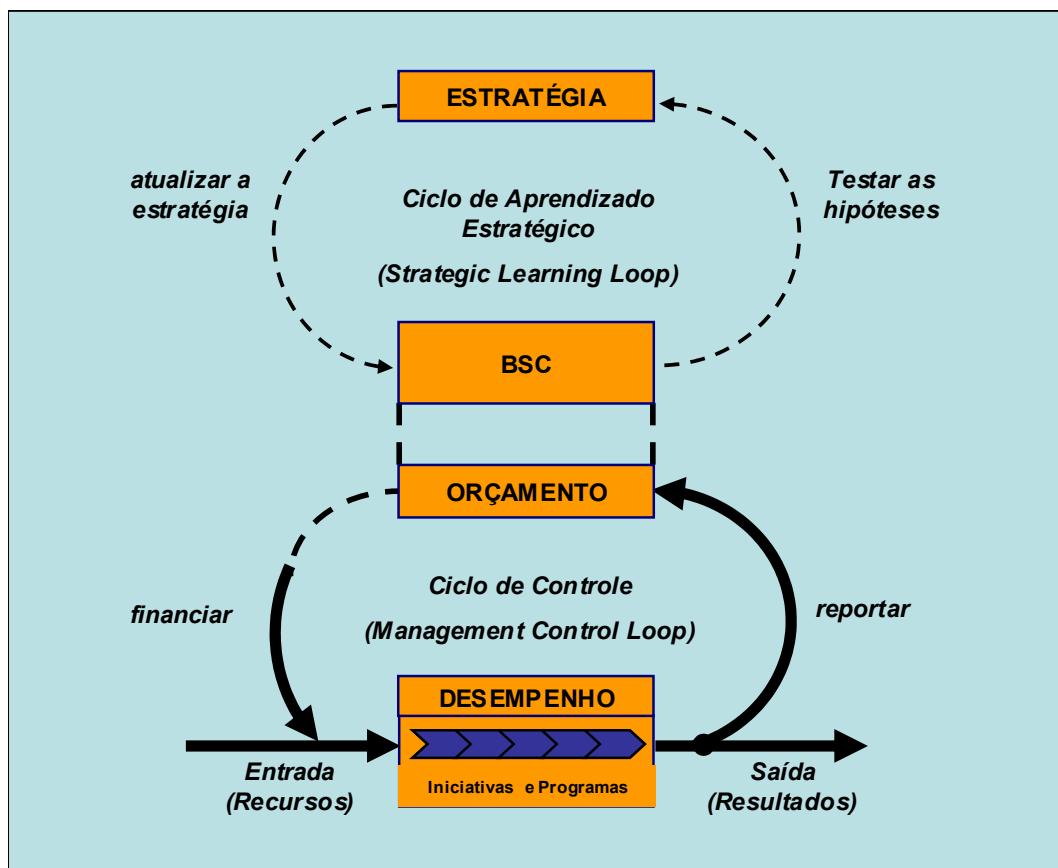 ESTRATÉGIA
atualizar a
estratégia
Testar as
hipóteses
Ciclo de Aprendizado
Estratégico
(Strategic Learning Loop)
BSC
ORÇAMENTO
financiar
Ciclo de Controle
(Management Control Loop)
reportar
DESEMPENHO
Iniciativas e Programas
Entrada
(Recursos)
Saída
(Resultados)